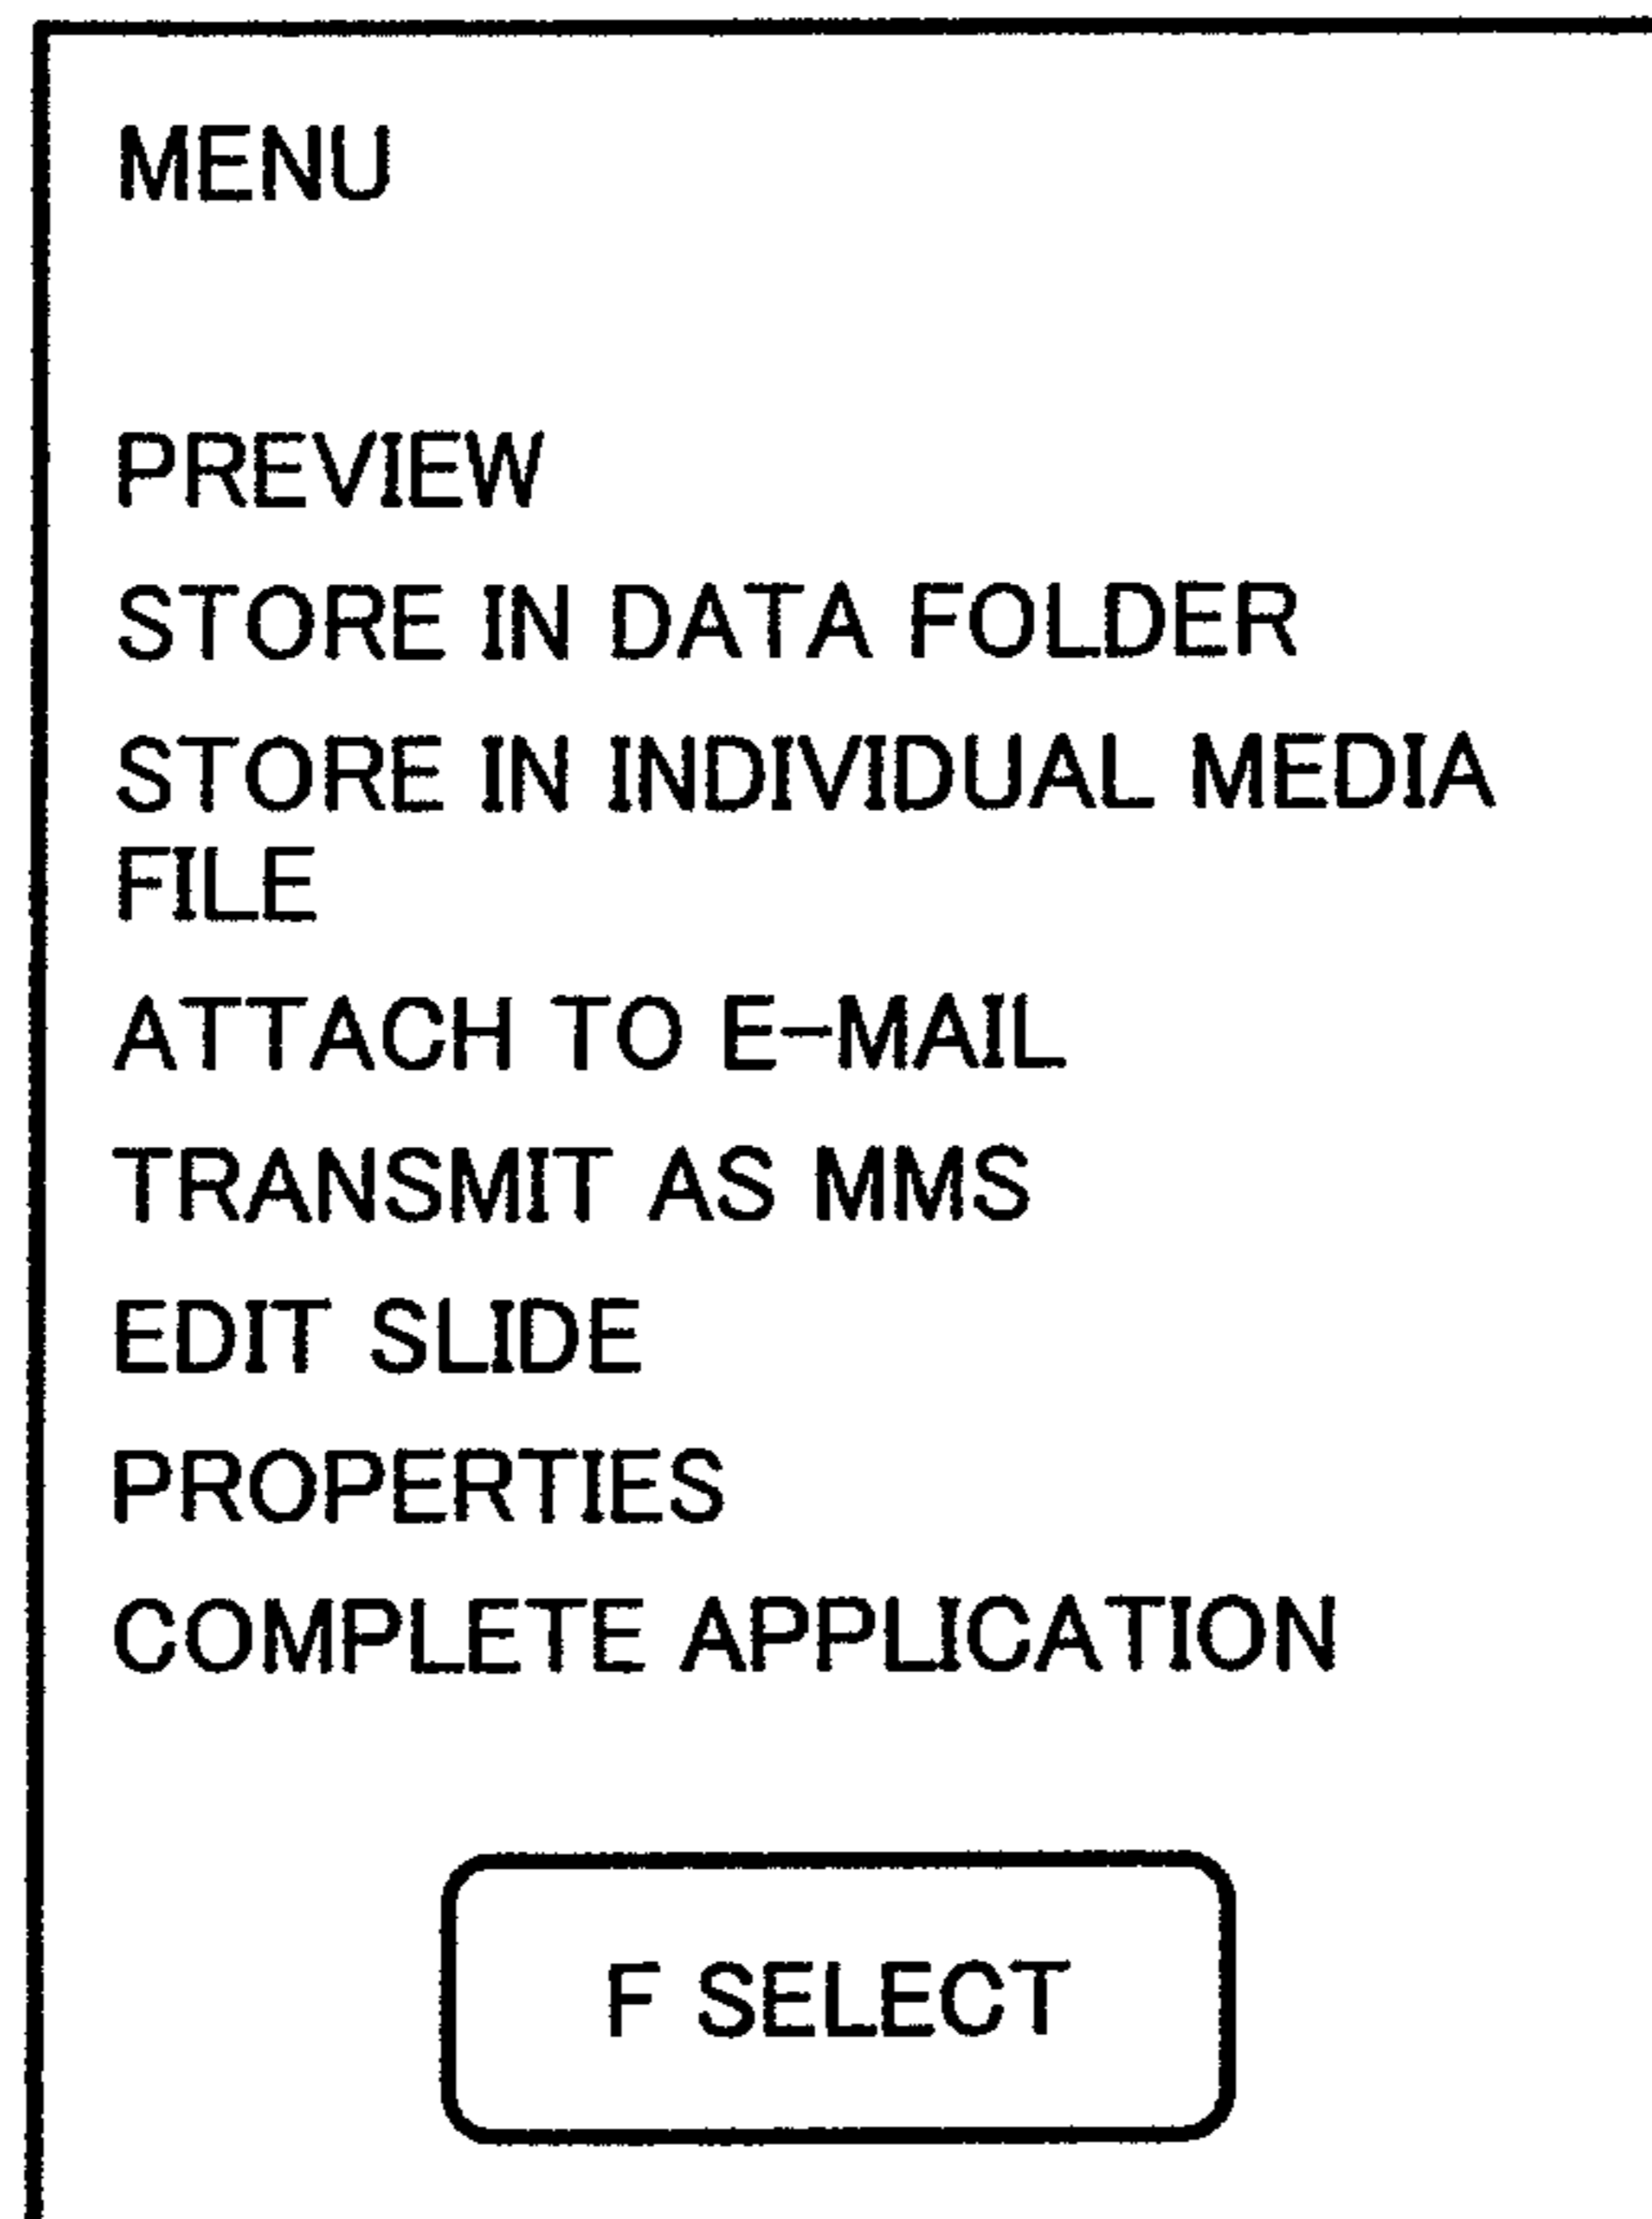 MENU
PREVIEW
STORE IN DATA FOLDER
STORE IN INDIVIDUAL MEDIA
FILE
ATTACH TO E-MAIL
TRANSMIT AS MMS
EDIT SLIDE
PROPERTIES
COMPLETE APPLICATION
F SELECT